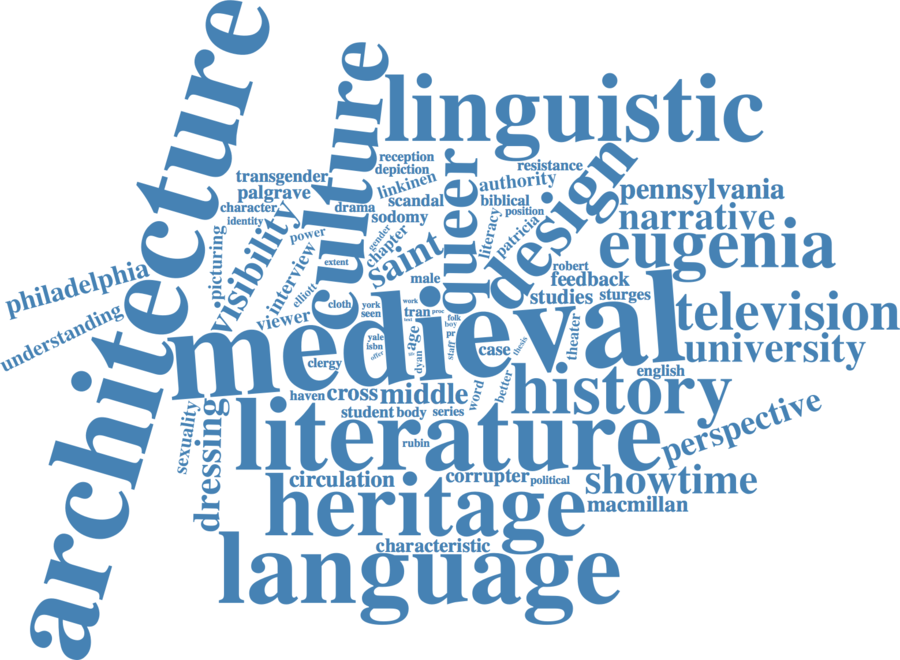 architecture
culture
linguistic
reception
depiction
linkinen
scandal
transgender
palgrave
character
identity
drama
sodomy
queer
resistance
authority
biblical
position
literacy
patricia
design
pennsylvania
narrative
eugenia
picturing
visibility
power
interview
elliott
extent
gender
chapter
saint
male
robert
feedback
studies
sturges
philadelphia
understanding
viewer
cloth
york
seen
work
tran
text
proc
folk
boy
pr
staff
age
dyan
yale
isbn
offer
clergy
medieval
case
thesis
theater
television
university
english
haven
cross
middle
student
body
series
word
better
history
perspective
sexuality
dressing
literature
rubin
circulation
corrupter
political
showtime
macmillan
heritage
characteristic
language